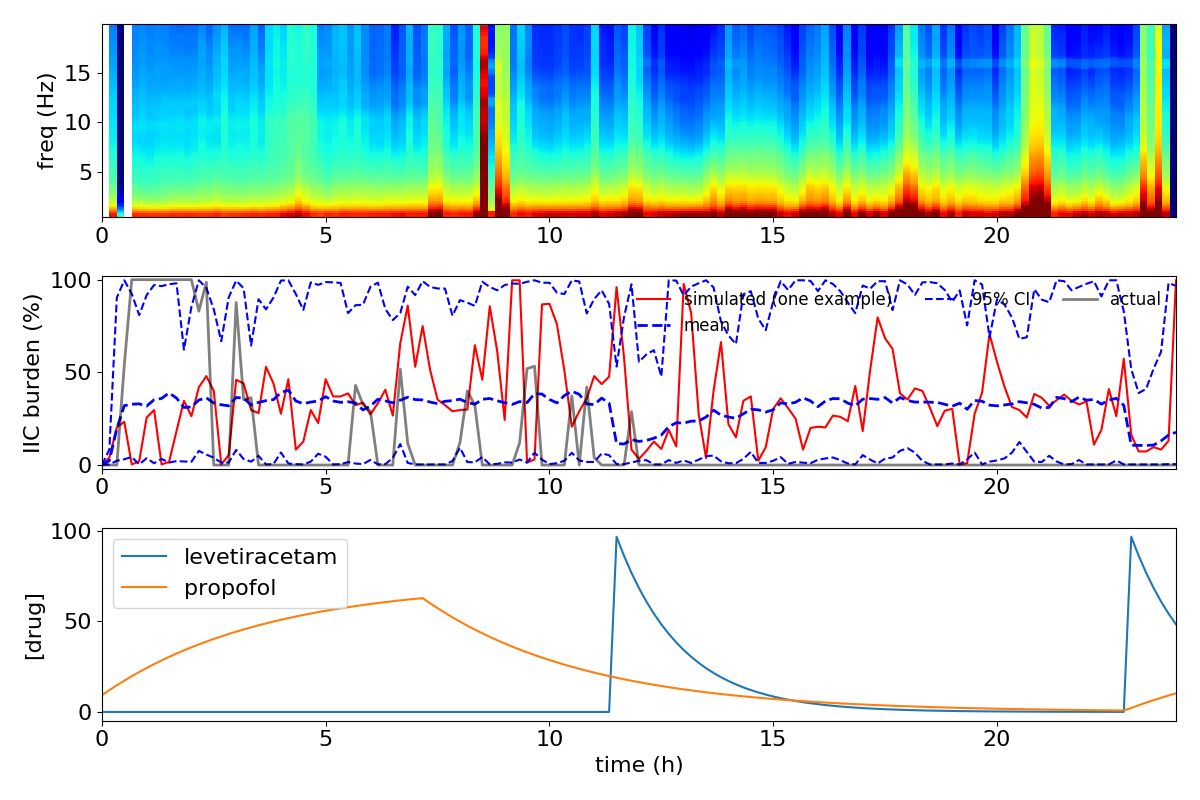 freq (Hz)
15
10
5
0 5 10 15 20
IIC burden (%)
100
50
0
simulated (one example)
mean
95% CI
actual
0 5 10 15 20
[drug]
100
50
0
levetiracetam
propofol
0 5 10 15 20
time (h)